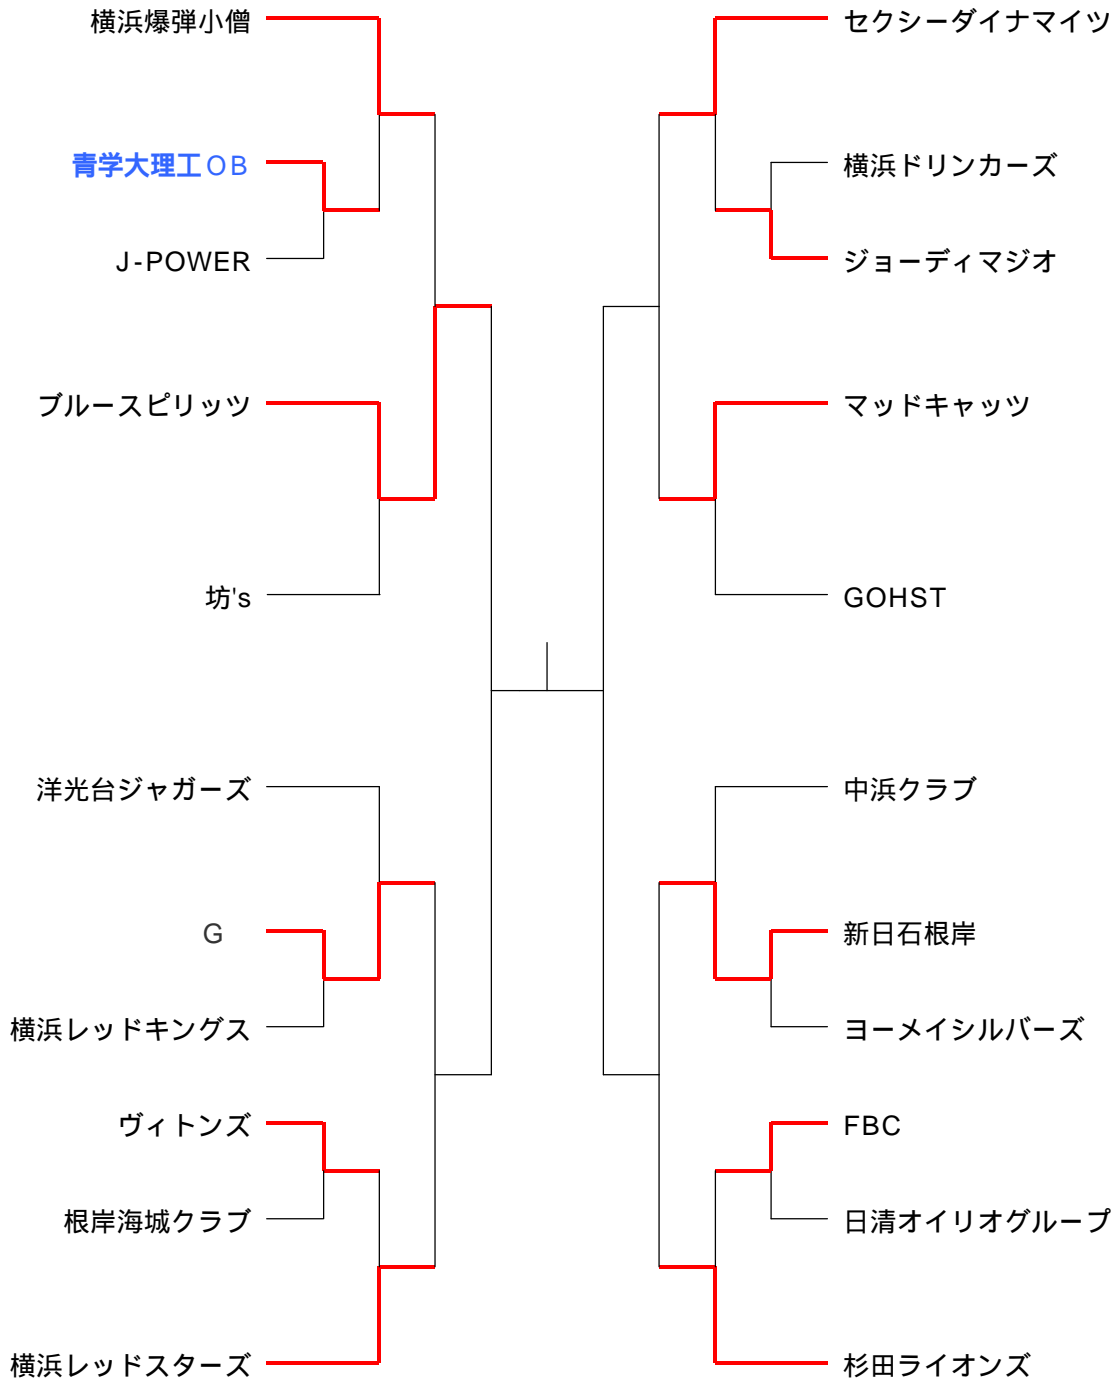 横浜爆弾小僧
青学大理工ＯＢ
J-POWER
ブルースピリッツ
坊's
洋光台ジャガーズ
G
横浜レッドキングス
ヴィトンズ
根岸海城クラブ
横浜レッドスターズ
セクシーダイナマイツ
横浜ドリンカーズ
ジョーディマジオ
マッドキャッツ
GOHST
中浜クラブ
新日石根岸
ヨーメイシルバーズ
FBC
日清オイリオグループ
杉田ライオンズ